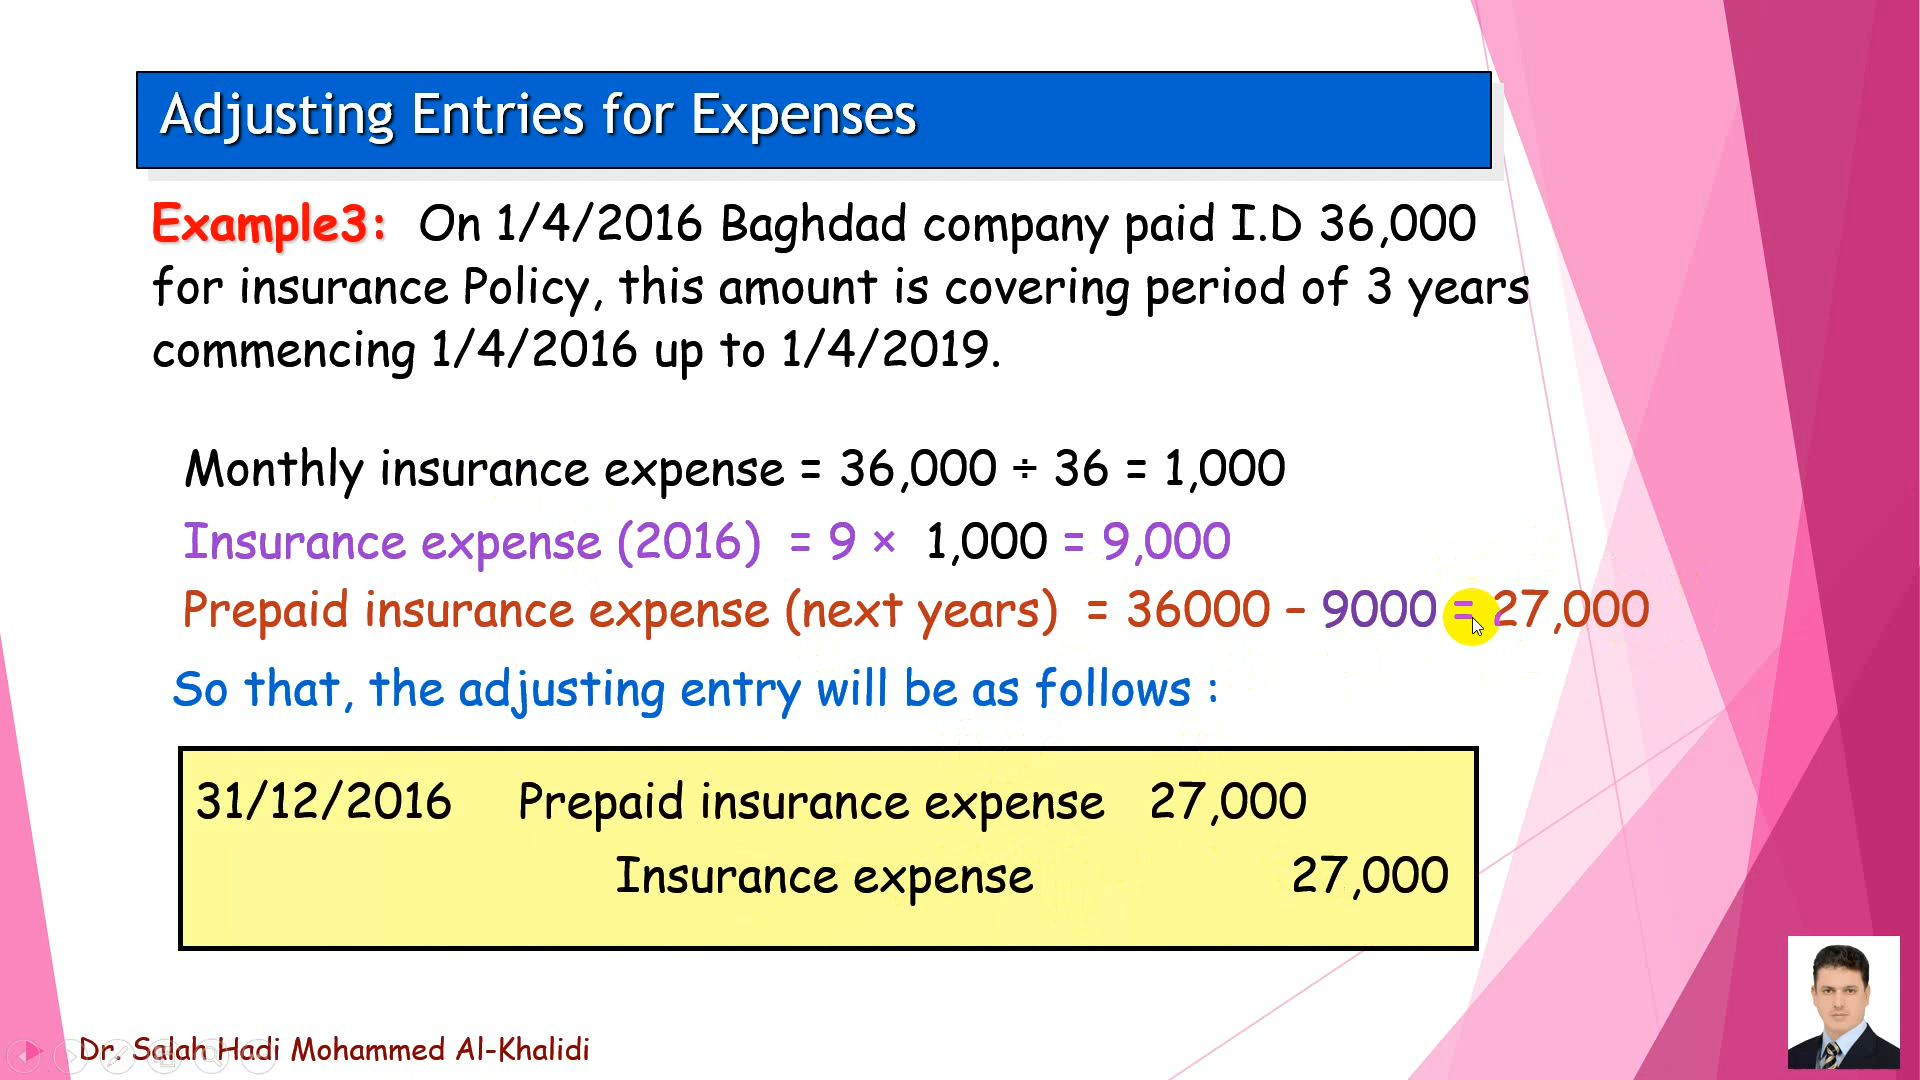 Adjusting Entries for Expenses
Example3: On 1/4/2016 Baghdad company paid I.D 36,000
for insurance Policy, this amount is covering period of 3 years
commencing 1/4/2016 up to 1/4/2019.
Monthly insurance expense = 36,000 ÷ 36 = 1,000
Insurance expense (2016) = 9 × 1,000 = 9,000
Prepaid insurance expense (next years) = 36000 – 9000 = 27,000
So that, the adjusting entry will be as follows :
31/12/2016 Prepaid insurance expense 27,000
Insurance expense 27,000
Dr. Salah Hadi Mohammed Al-Khalidi